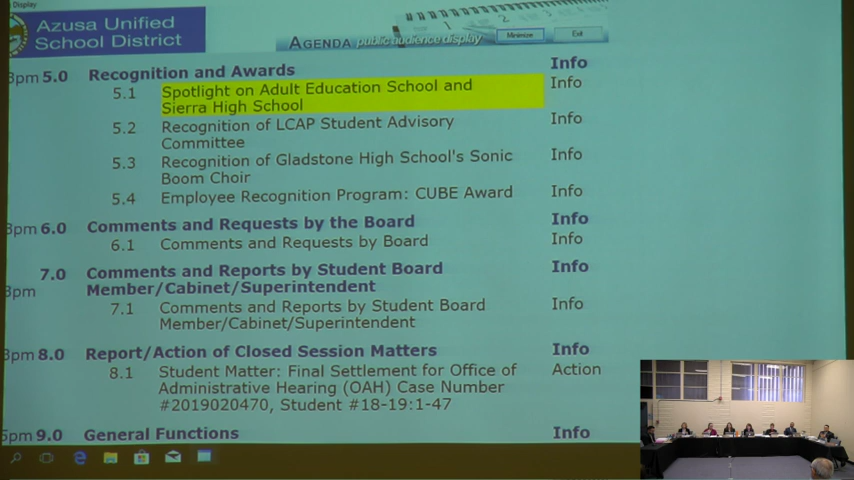 Display
Azusa Unified
School District
AGENDA public audience display
Minimize
Exit
3pm 5.0 Recognition and Awards Info
5.1 Spotlight on Adult Education School and Info
Sierra High School
5.2 Recognition of LCAP Student Advisory Info
Committee
5.3 Recognition of Gladstone High School's Sonic Info
Boom Choir
5.4 Employee Recognition Program: CUBE Award Info
3pm 6.0 Comments and Requests by the Board Info
6.1 Comments and Requests by Board Info
7.0 Comments and Reports by Student Board Info
3pm Member/Cabinet/Superintendent
7.1 Comments and Reports by Student Board Info
Member/Cabinet/Superintendent
3pm 8.0 Report/Action of Closed Session Matters Info
8.1 Student Matter: Final Settlement for Office of Action
Administrative Hearing (OAH) Case Number
#2019020470, Student #18-19:1-47
5pm 9.0 General Functions Info